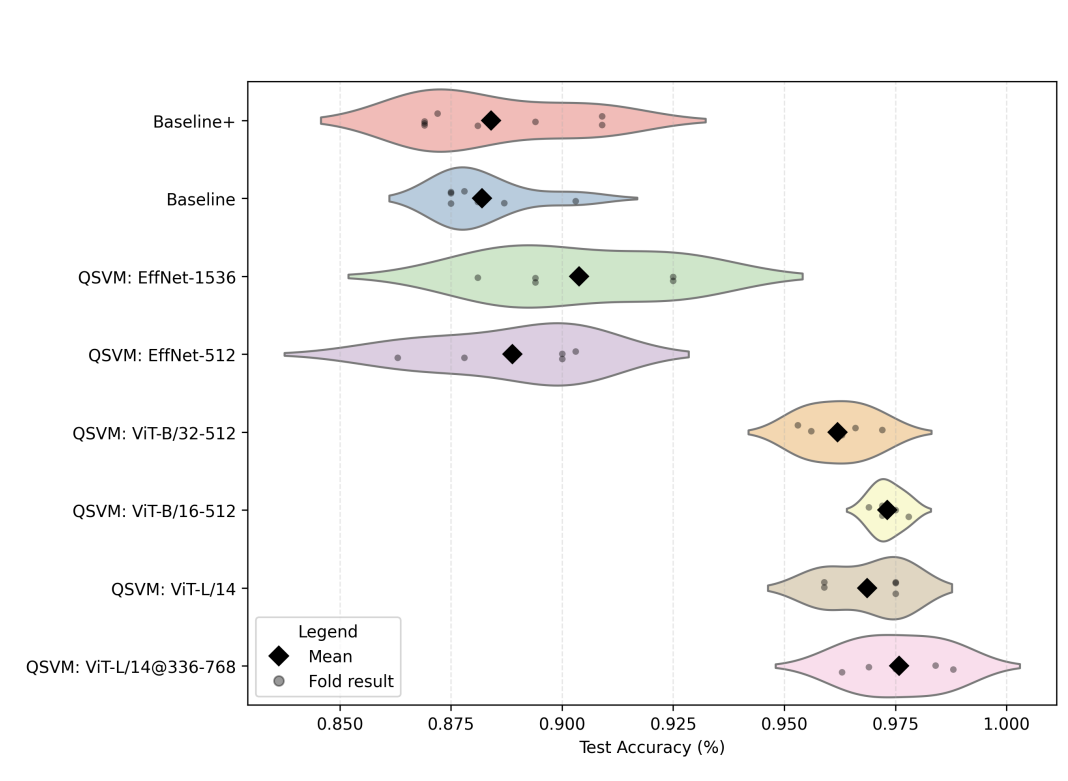 Baseline+
Baseline
QSVM: EffNet-1536
QSVM: EffNet-512
QSVM: ViT-B/32-512
QSVM: ViT-B/16-512
QSVM: ViT-L/14
QSVM: ViT-L/14@336-768
Legend
Mean
Fold result
0.850 0.875 0.900 0.925 0.950 0.975 1.000
Test Accuracy (%)